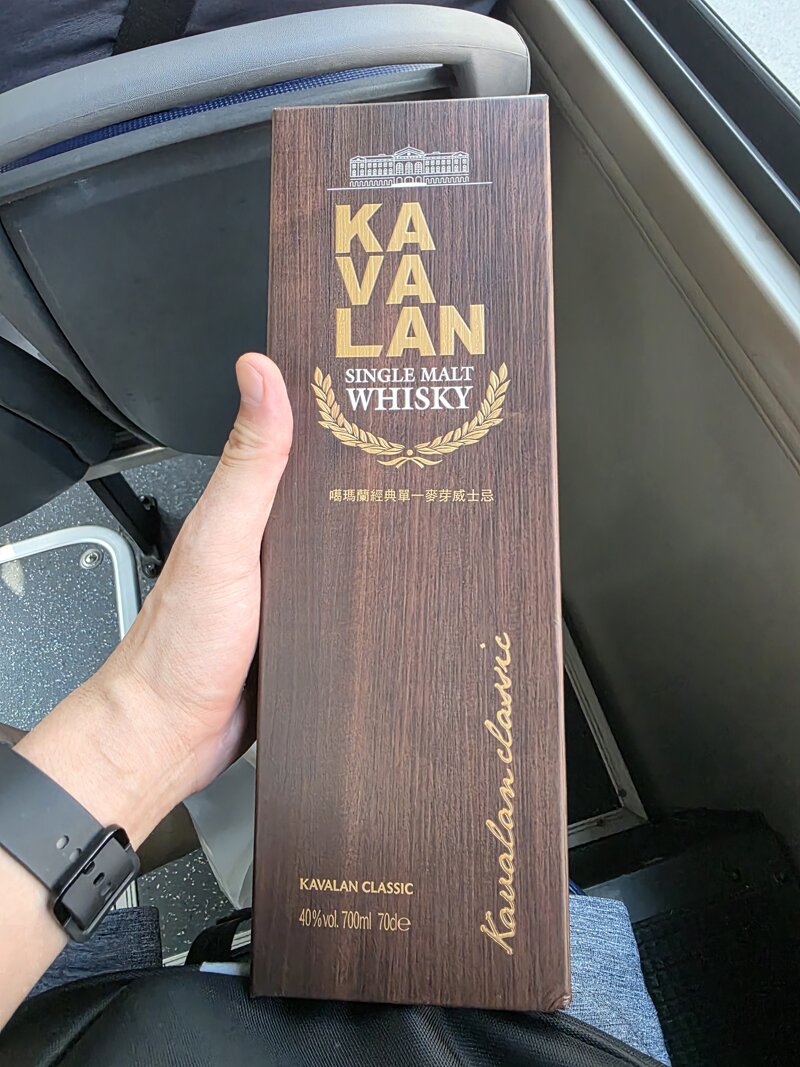 KA
VA
LAN
SINGLE MALT
WHISKY
噶瑪蘭經典單一麥芽威士忌
Kavalan classic
KAVALAN CLASSIC
40%vol. 700ml 70cl℮